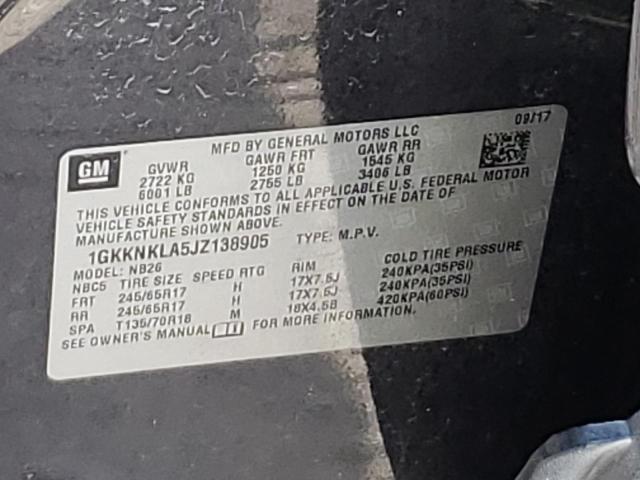 09/17
MFD BY GENERAL MOTORS LLC
GM
GVWR GAWR FRT GAWR RR
2722 KG 1250 KG 1545 KG
6001 LB 2755 LB 3406 LB
THIS VEHICLE CONFORMS TO ALL APPLICABLE U.S. FEDERAL MOTOR
VEHICLE SAFETY STANDARDS IN EFFECT ON THE DATE OF
MANUFACTURE SHOWN ABOVE.
1GKKNKLA5JZ138905 TYPE: M.P.V.
MODEL: NB26
NBC5 TIRE SIZE SPEED RTG RIM COLD TIRE PRESSURE
FRT 245/65R17 H 17X7.5J 240KPA(35PSI)
RR 245/65R17 H 17X7.5J 240KPA(35PSI)
SPA T135/70R18 M 18X4.5B 420KPA(60PSI)
SEE OWNER'S MANUAL FOR MORE INFORMATION.